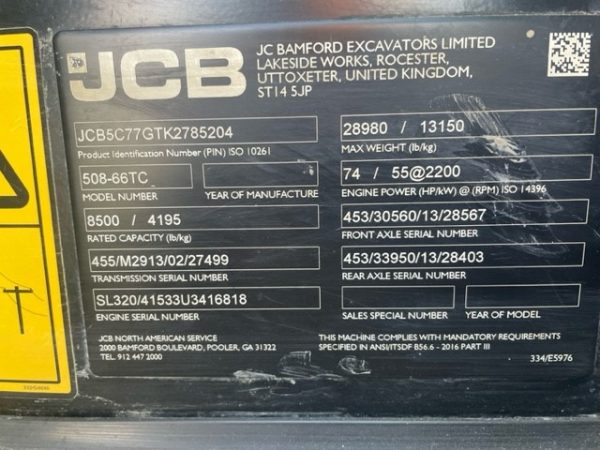 JCB
JC BAMFORD EXCAVATORS LIMITED
LAKESIDE WORKS, ROCESTER,
UTTOXETER, UNITED KINGDOM,
ST14 5JP
JCB5C77GTK2785204
Product Identification Number (PIN) ISO 10261
508-66TC
MODEL NUMBER
YEAR OF MANUFACTURE
8500 / 4195
RATED CAPACITY (lb/kg)
455/M2913/02/27499
TRANSMISSION SERIAL NUMBER
SL320/41533U3416818
ENGINE SERIAL NUMBER
28980 / 13150
MAX WEIGHT (lb/kg)
74 / 55@2200
ENGINE POWER (HP/kW) @ (RPM) ISO 14396
453/30560/13/28567
FRONT AXLE SERIAL NUMBER
453/33950/13/28403
REAR AXLE SERIAL NUMBER
SALES SPECIAL NUMBER
YEAR OF MODEL
JCB NORTH AMERICAN SERVICE
2000 BAMFORD BOULEVARD, POOLER, GA 31322
TEL. 912 447 2000
THIS MACHINE COMPLIES WITH MANDATORY REQUIREMENTS
SPECIFIED IN ANSI/ITSDF B56.6 - 2016 PART III
334/E5976